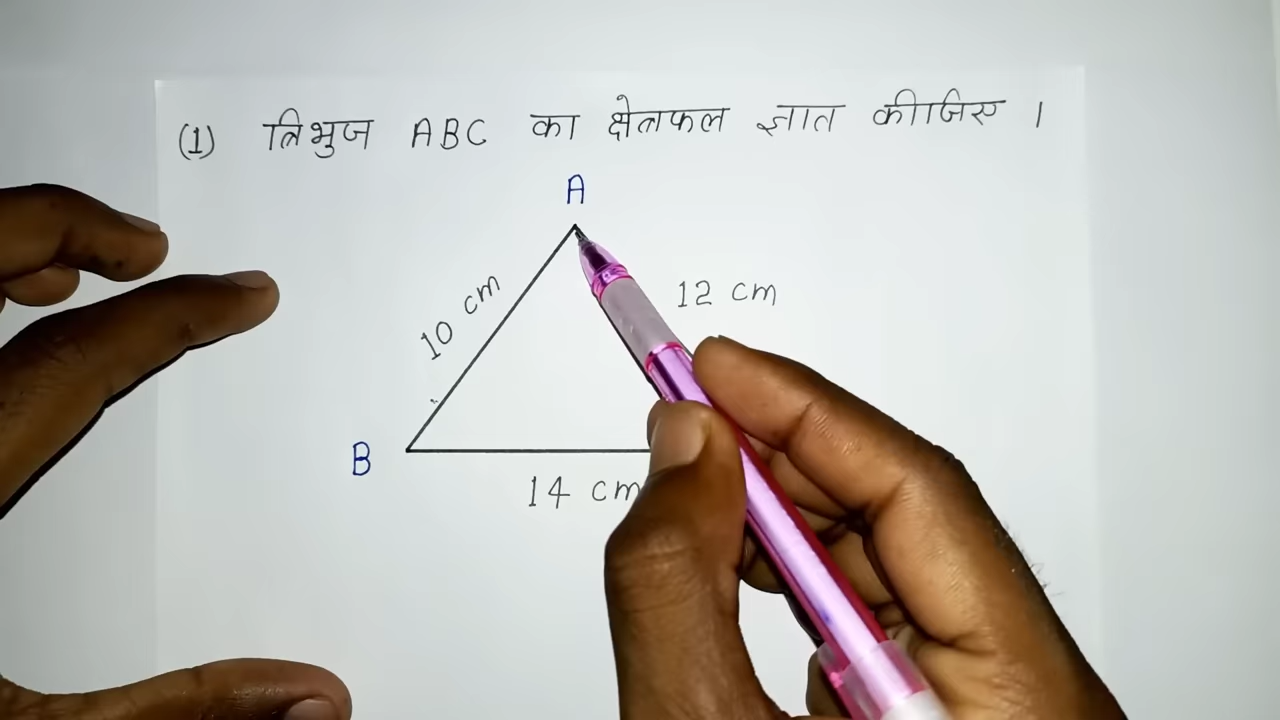 (1) त्रिभुज ABC का क्षेत्रफल ज्ञात कीजिए ।
A
10 cm
12 cm
B
14 cm